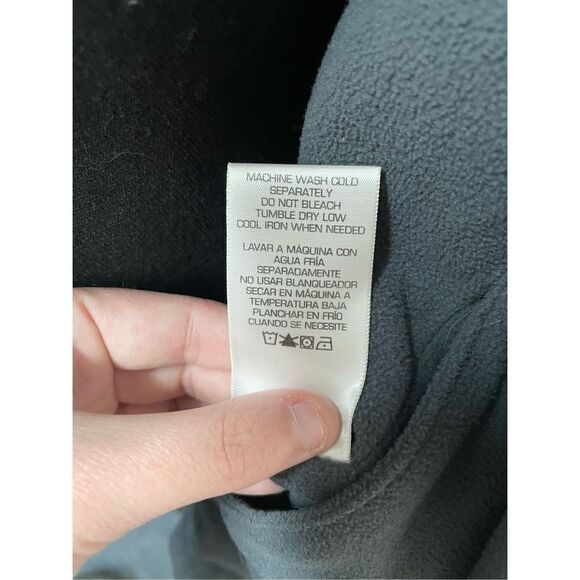 MACHINE WASH COLD
SEPARATELY
DO NOT BLEACH
TUMBLE DRY LOW
COOL IRON WHEN NEEDED
LAVAR A MÁQUINA CON
AGUA FRÍA
SEPARADAMENTE
NO USAR BLANQUEADOR
SECAR EN MÁQUINA A
TEMPERATURA BAJA
PLANCHAR EN FRÍO
CUANDO SE NECESITE